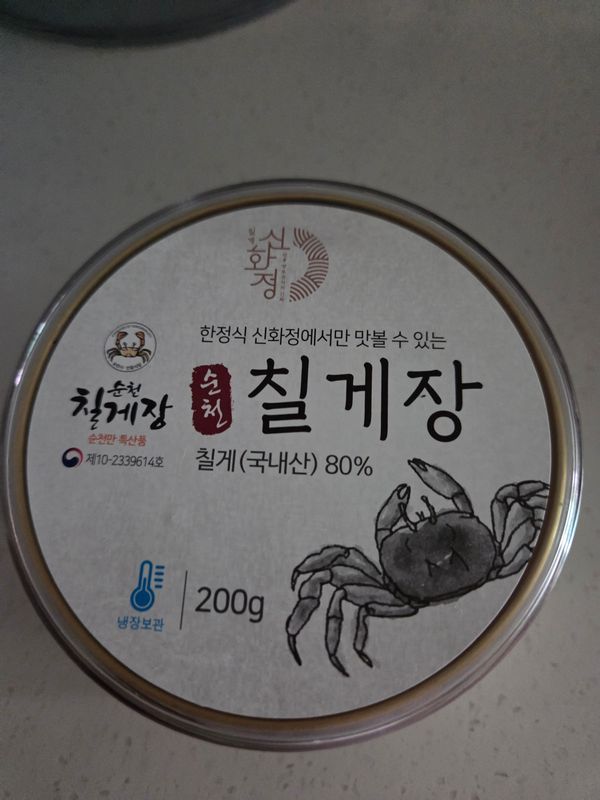 신화정
한정식 신화정에서만 맛볼 수 있는
순천
칠게장
순천
칠게장
순천만 특산품
제10-2339614호
칠게(국내산) 80%
냉장보관
200g